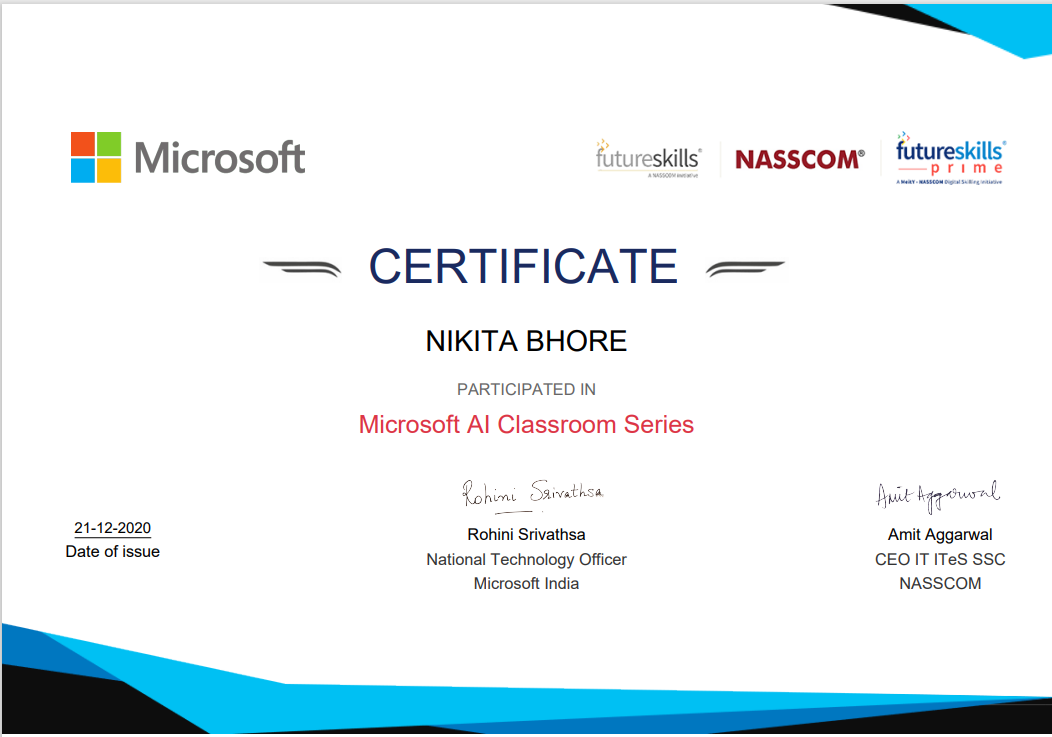 Microsoft
futureskills®
A NASSCOM Initiative
NASSCOM®
futureskills®
prime
A MeitY - NASSCOM Digital Skilling Initiative
CERTIFICATE
NIKITA BHORE
PARTICIPATED IN
Microsoft AI Classroom Series
Rohini Srivathsa
Amit Aggarwal
21-12-2020
Date of issue
Rohini Srivathsa
National Technology Officer
Microsoft India
Amit Aggarwal
CEO IT ITeS SSC
NASSCOM